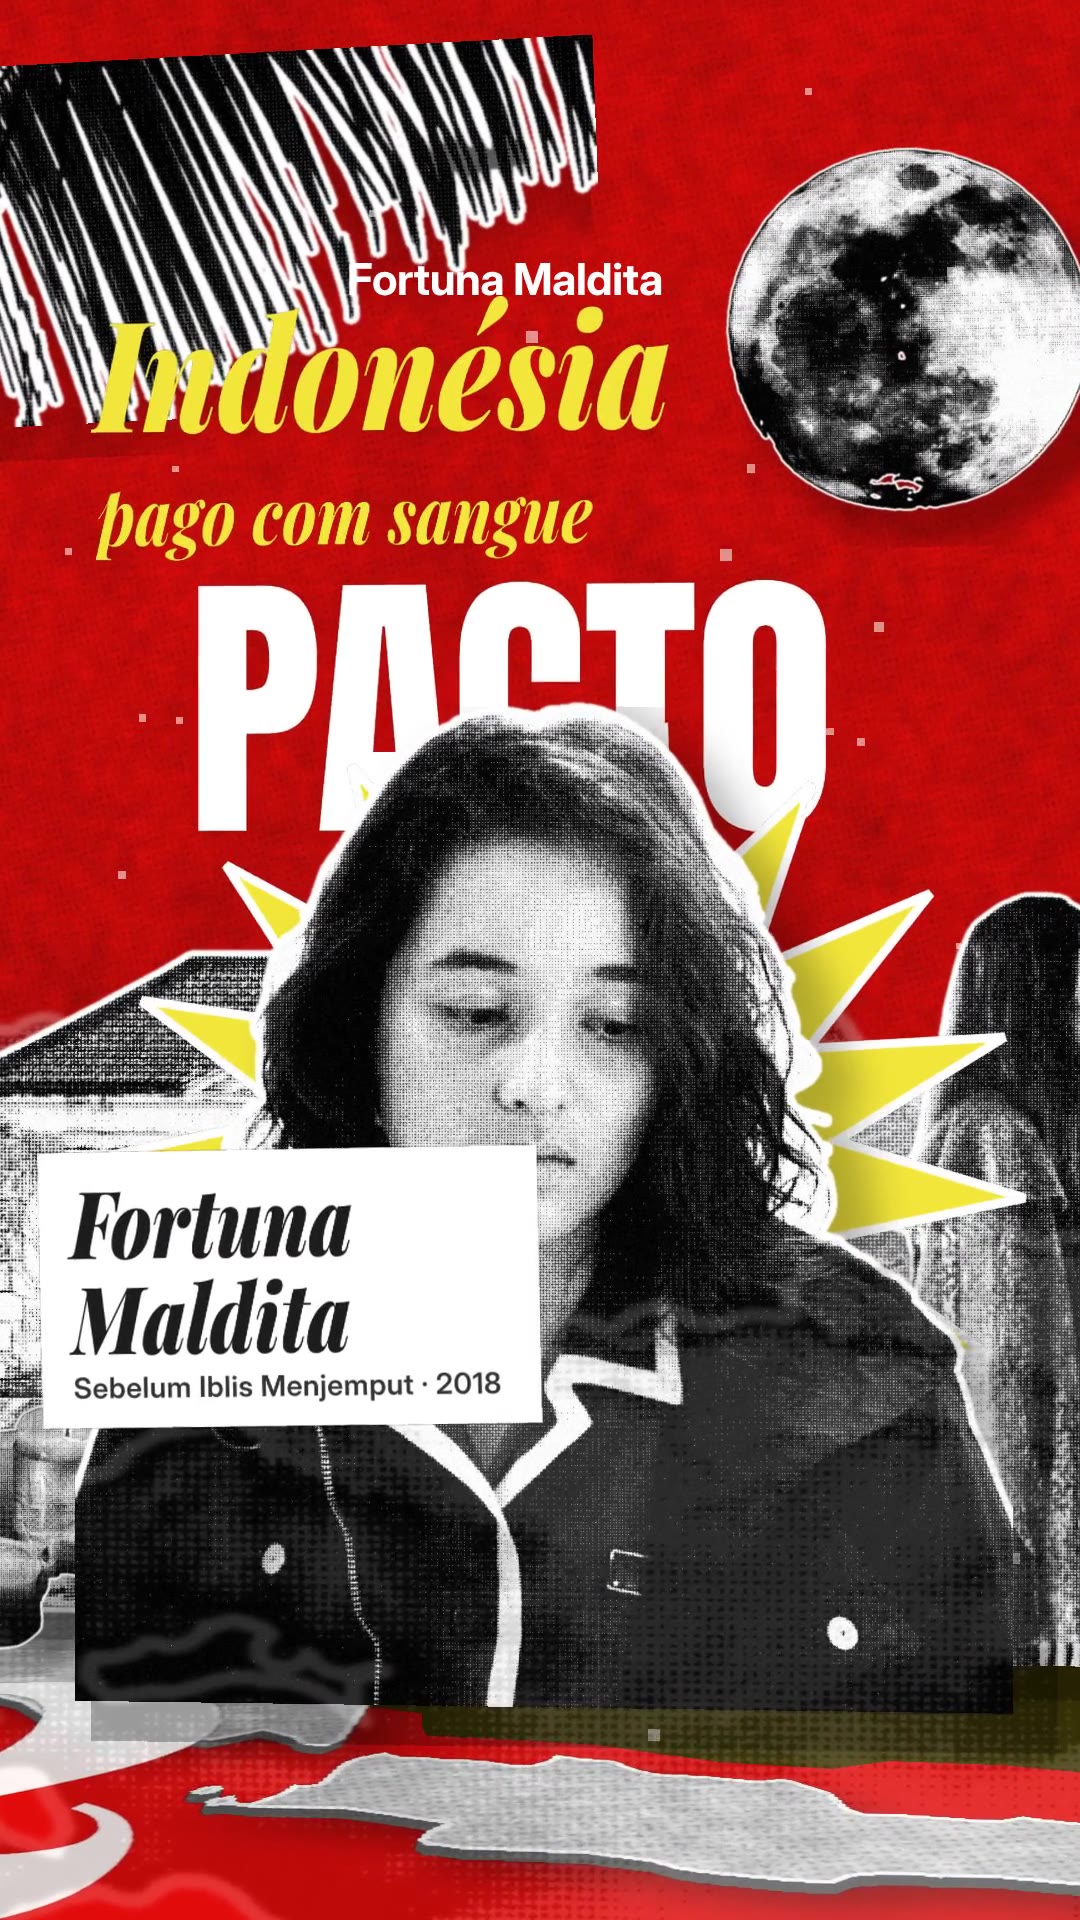 Fortuna Maldita
Indonésia
pago com sangue
PACTO
Fortuna
Maldita
Sebelum Iblis Menjemput · 2018